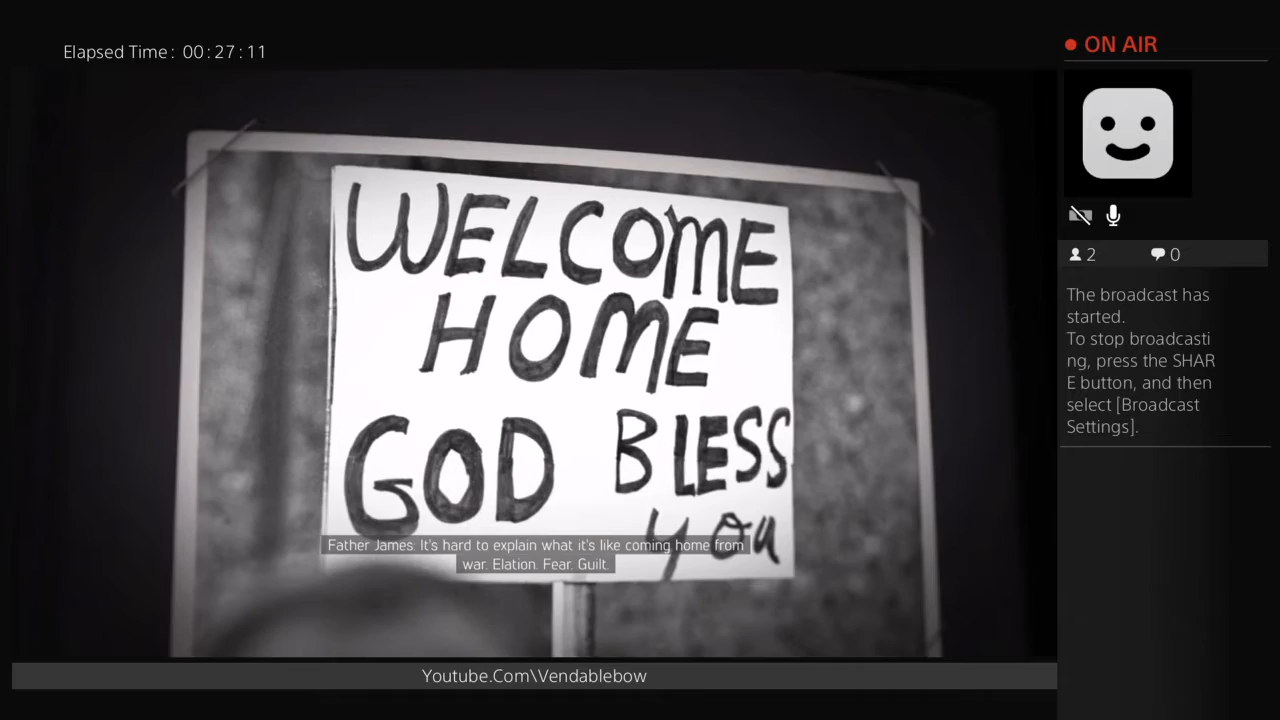 Elapsed Time: 00:27:11
ON AIR
WELCOME
HOME
GOD BLESS
you
Father James: It's hard to explain what it's like coming home from
war. Elation. Fear. Guilt.
2 0
The broadcast has
started.
To stop broadcasti
ng, press the SHAR
E button, and then
select [Broadcast
Settings].
Youtube.Com\Vendablebow